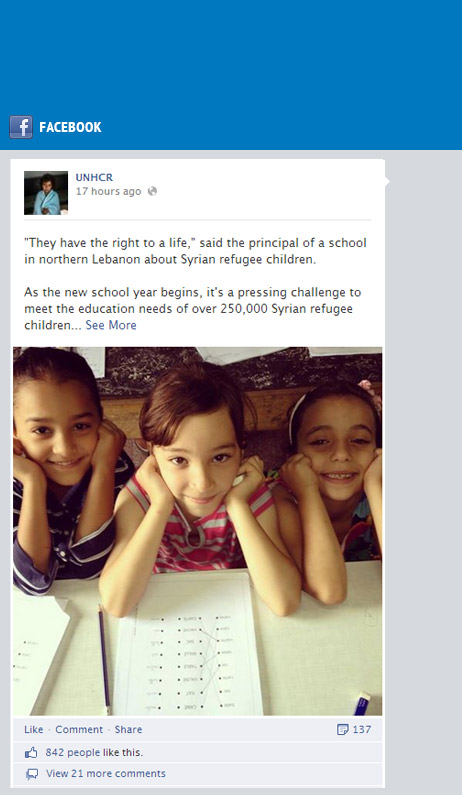 FACEBOOK
UNHCR
17 hours ago
"They have the right to a life," said the principal of a school
in northern Lebanon about Syrian refugee children.
As the new school year begins, it's a pressing challenge to
meet the education needs of over 250,000 Syrian refugee
children... See More
Like · Comment · Share 137
842 people like this.
View 21 more comments